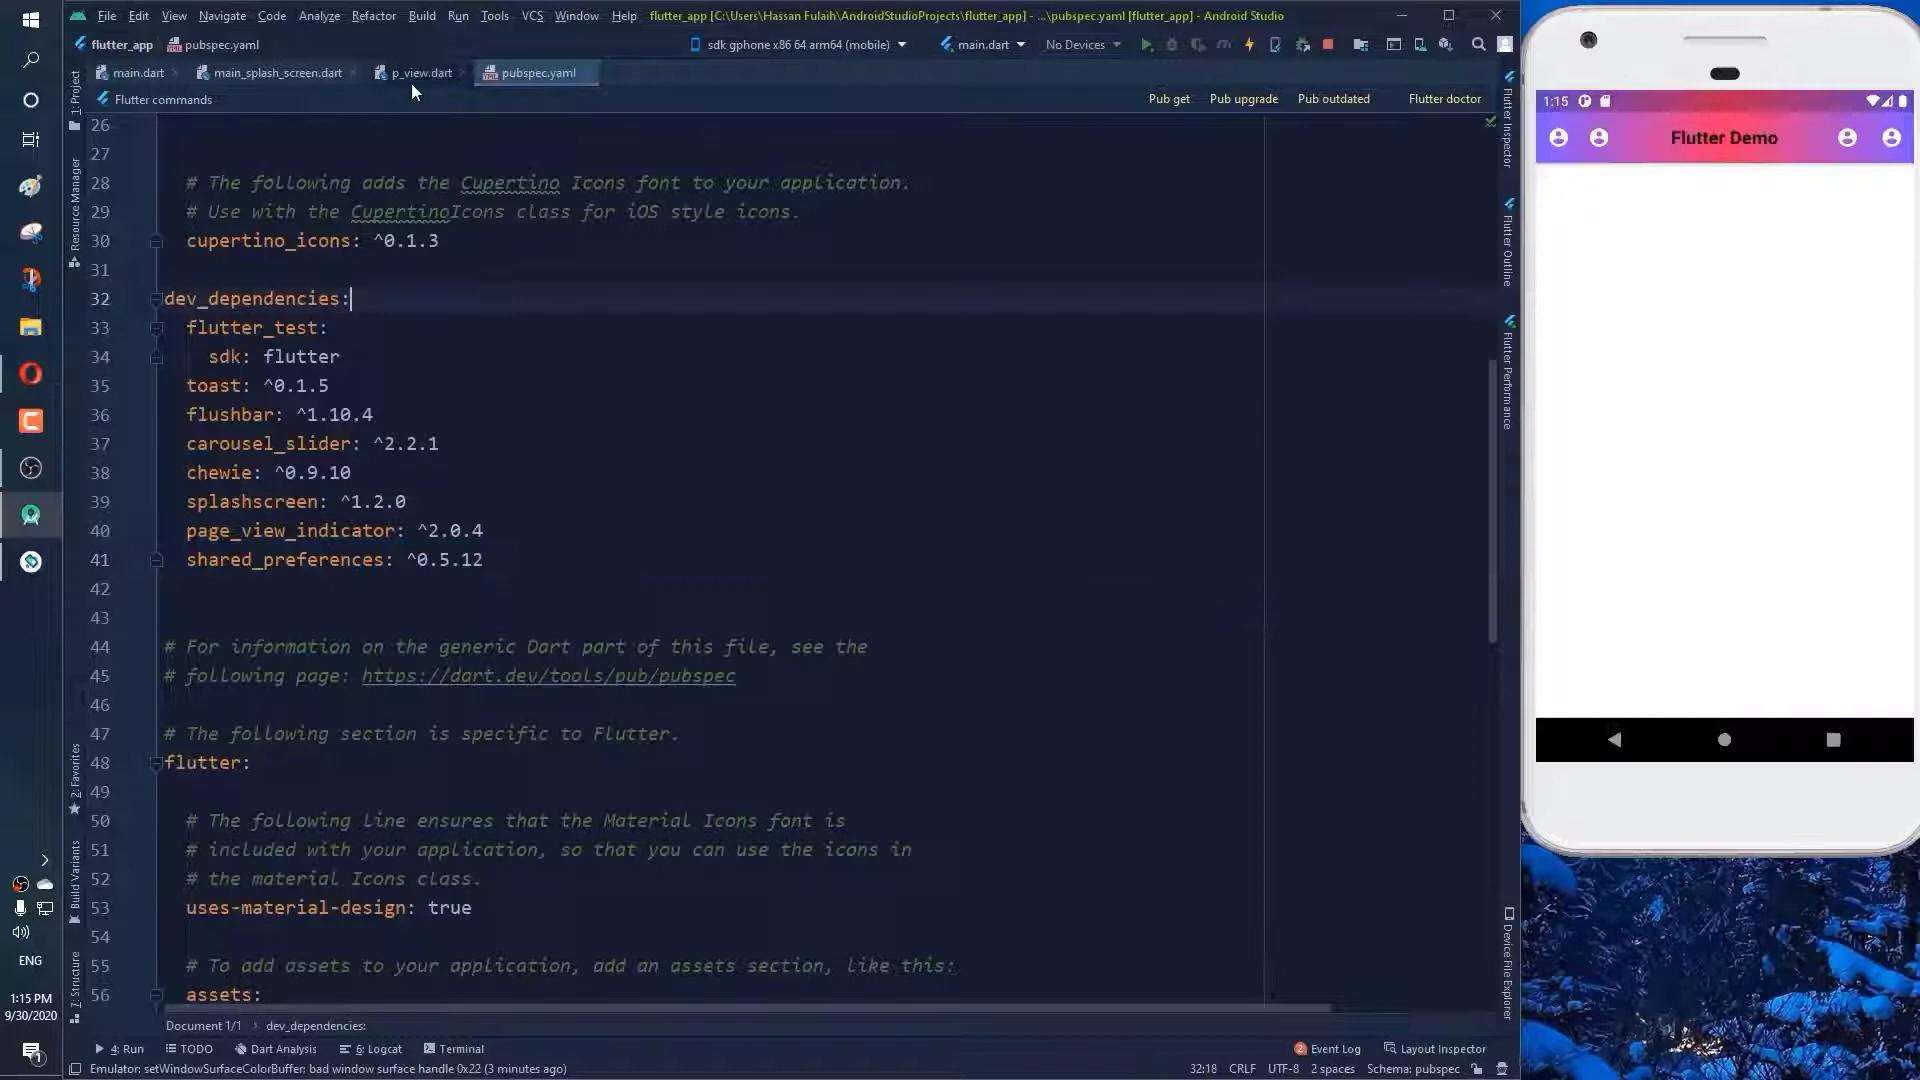 File Edit View Navigate Code Analyze Refactor Build Run Tools VCS Window Help flutter_app [C:\Users\Hassan Fulaih\AndroidStudioProjects\flutter_app] - ...\pubspec.yaml [flutter_app] - Android Studio
flutter_app pubspec.yaml sdk gphone x86 64 arm64 (mobile) main.dart No Devices
main.dart main_splash_screen.dart p_view.dart pubspec.yaml
Flutter commands Pub get Pub upgrade Pub outdated Flutter doctor
26
27
28 # The following adds the Cupertino Icons font to your application.
29 # Use with the CupertinoIcons class for iOS style icons.
30 cupertino_icons: ^0.1.3
31
32 dev_dependencies:
33 flutter_test:
34 sdk: flutter
35 toast: ^0.1.5
36 flushbar: ^1.10.4
37 carousel_slider: ^2.2.1
38 chewie: ^0.9.10
39 splashscreen: ^1.2.0
40 page_view_indicator: ^2.0.4
41 shared_preferences: ^0.5.12
42
43
44 # For information on the generic Dart part of this file, see the
45 # following page: https://dart.dev/tools/pub/pubspec
46
47 # The following section is specific to Flutter.
48 flutter:
49
50 # The following line ensures that the Material Icons font is
51 # included with your application, so that you can use the icons in
52 # the material Icons class.
53 uses-material-design: true
54
55 # To add assets to your application, add an assets section, like this:
56 assets:
Document 1/1 dev_dependencies:
4: Run TODO Dart Analysis 6: Logcat Terminal 2 Event Log Layout Inspector
Emulator: setWindowSurfaceColorBuffer: bad window surface handle 0x22 (3 minutes ago) 32:18 CRLF UTF-8 2 spaces Schema: pubspec
1: Project
Resource Manager
2: Favorites
Build Variants
7: Structure
Flutter Inspector
Flutter Outline
Flutter Performance
Device File Explorer
1:15
Flutter Demo
ENG
1:15 PM
9/30/2020
1